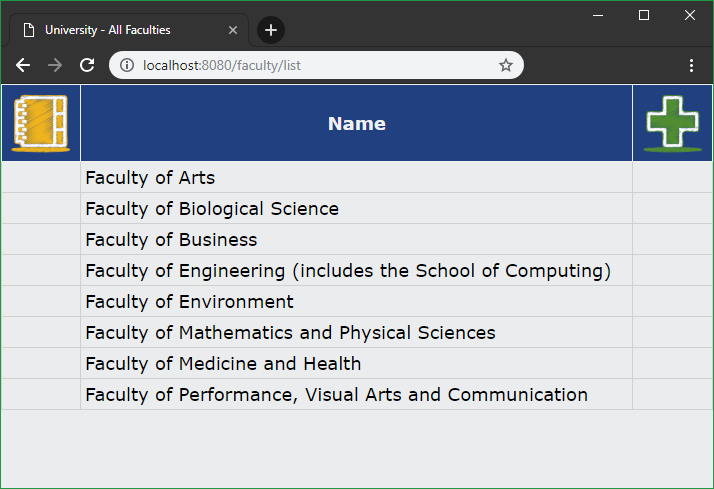 University - All Faculties
localhost:8080/faculty/list
Name
Faculty of Arts
Faculty of Biological Science
Faculty of Business
Faculty of Engineering (includes the School of Computing)
Faculty of Environment
Faculty of Mathematics and Physical Sciences
Faculty of Medicine and Health
Faculty of Performance, Visual Arts and Communication